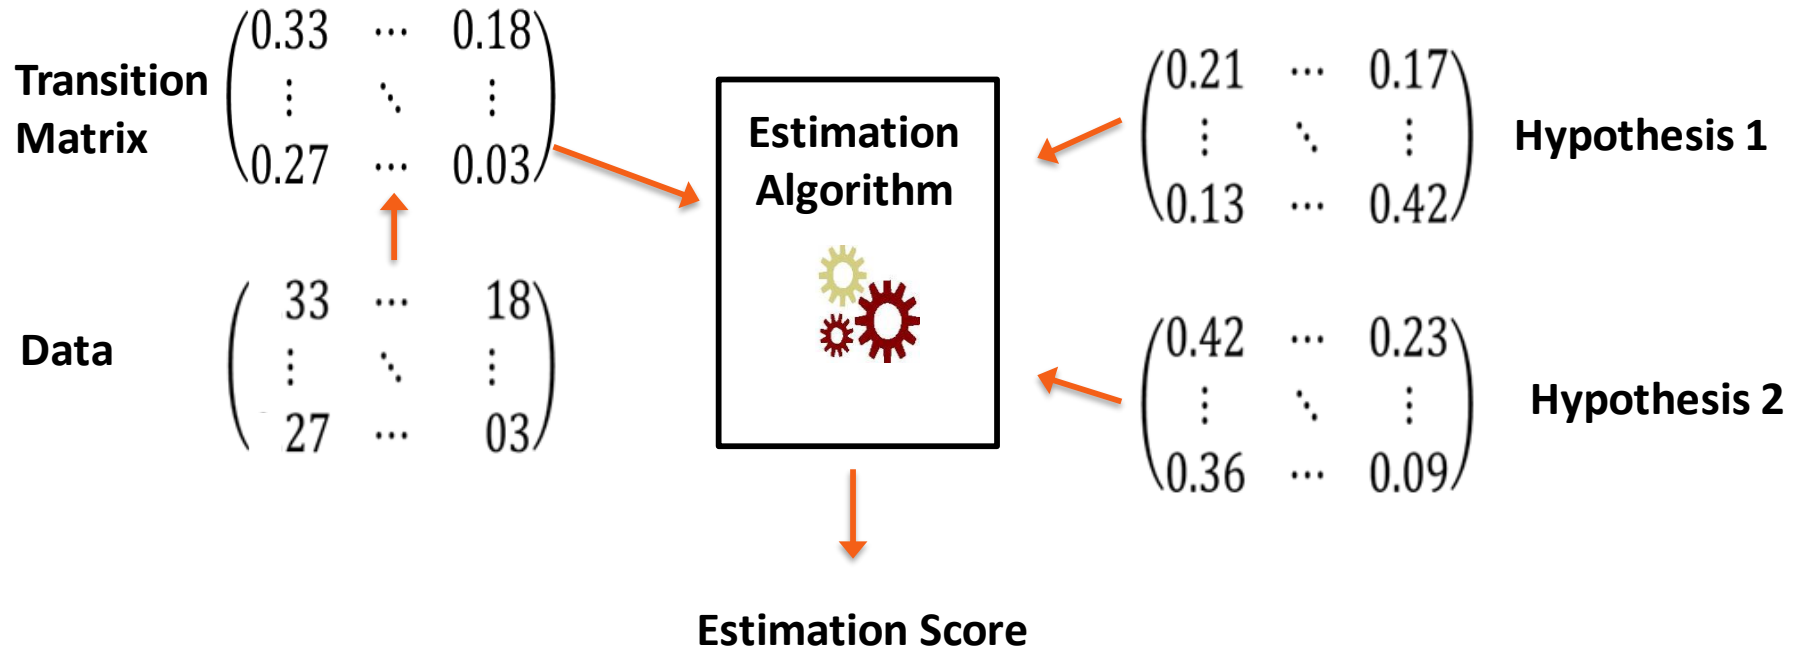 Transition
Matrix
0.33 ⋯ 0.18
⋮ ⋱ ⋮
0.27 ⋯ 0.03
Data
33 ⋯ 18
⋮ ⋱ ⋮
27 ⋯ 03
Estimation
Algorithm
0.21 ⋯ 0.17
⋮ ⋱ ⋮
0.13 ⋯ 0.42
Hypothesis 1
0.42 ⋯ 0.23
⋮ ⋱ ⋮
0.36 ⋯ 0.09
Hypothesis 2
Estimation Score